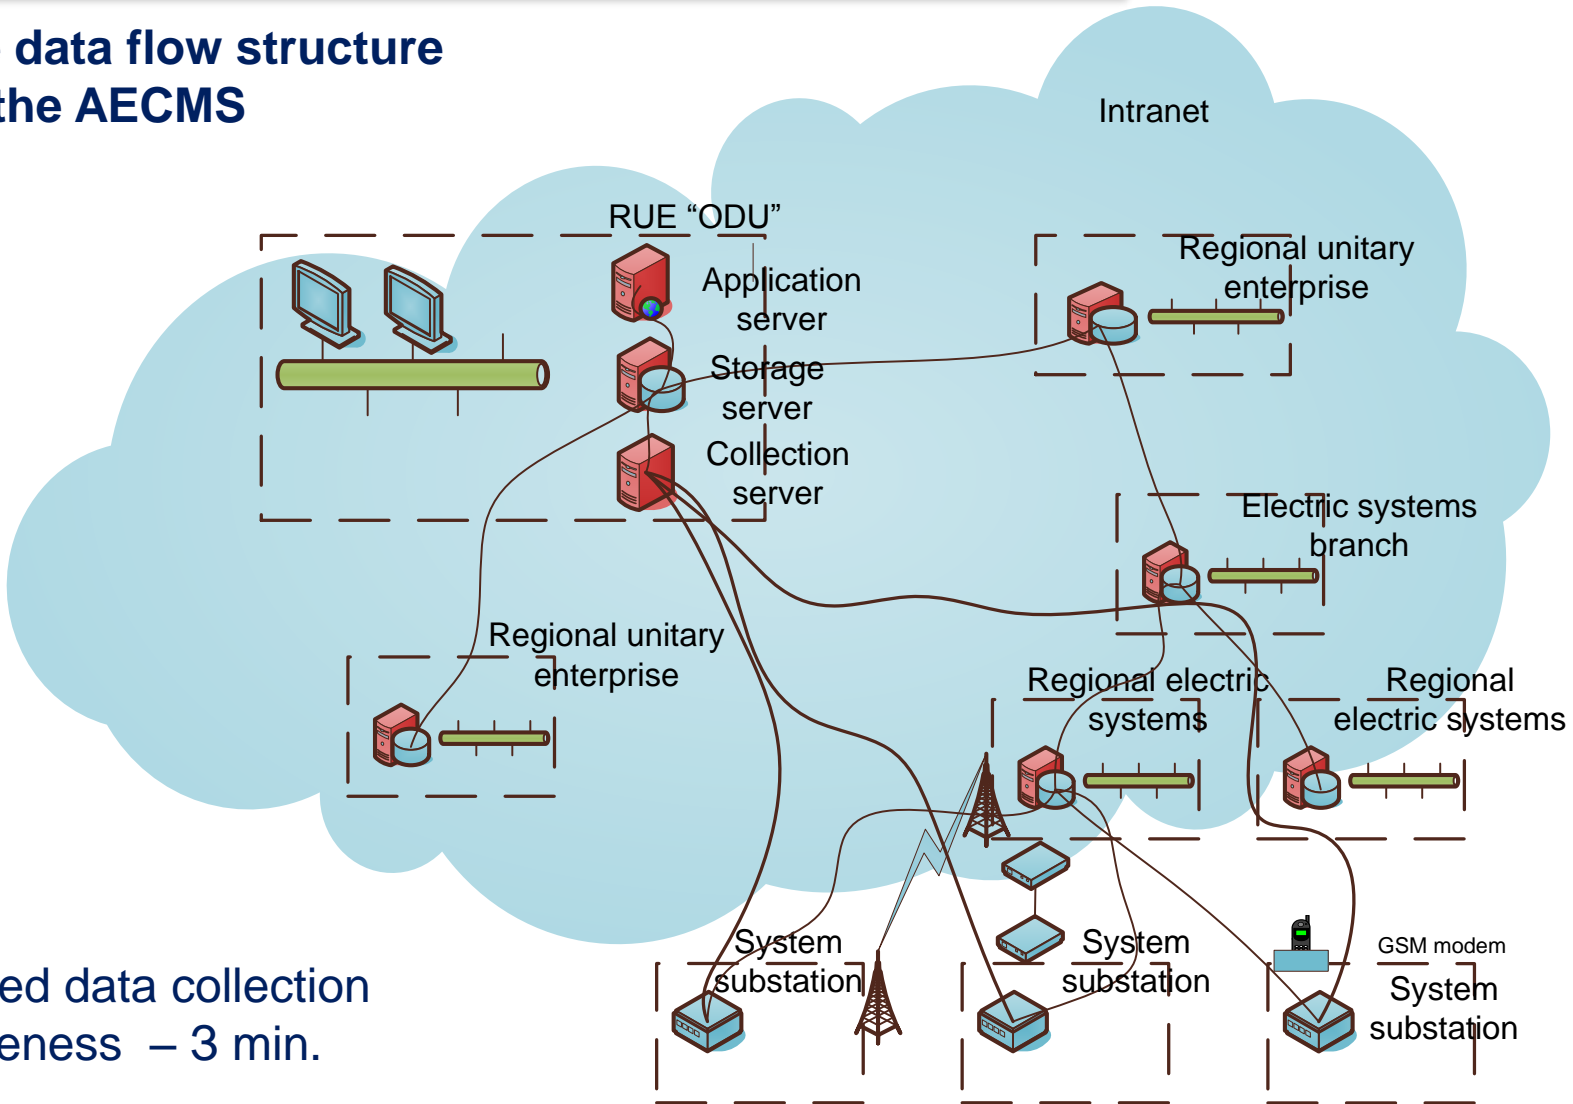 data flow structure
the AECMS
Intranet
RUE “ODU”
Application
server
Storage
server
Collection
server
Regional unitary
enterprise
Electric systems
branch
Regional unitary
enterprise
Regional electric
systems
Regional
electric systems
System
substation
System
substation
GSM modem
System
substation
data collection
– 3 min.